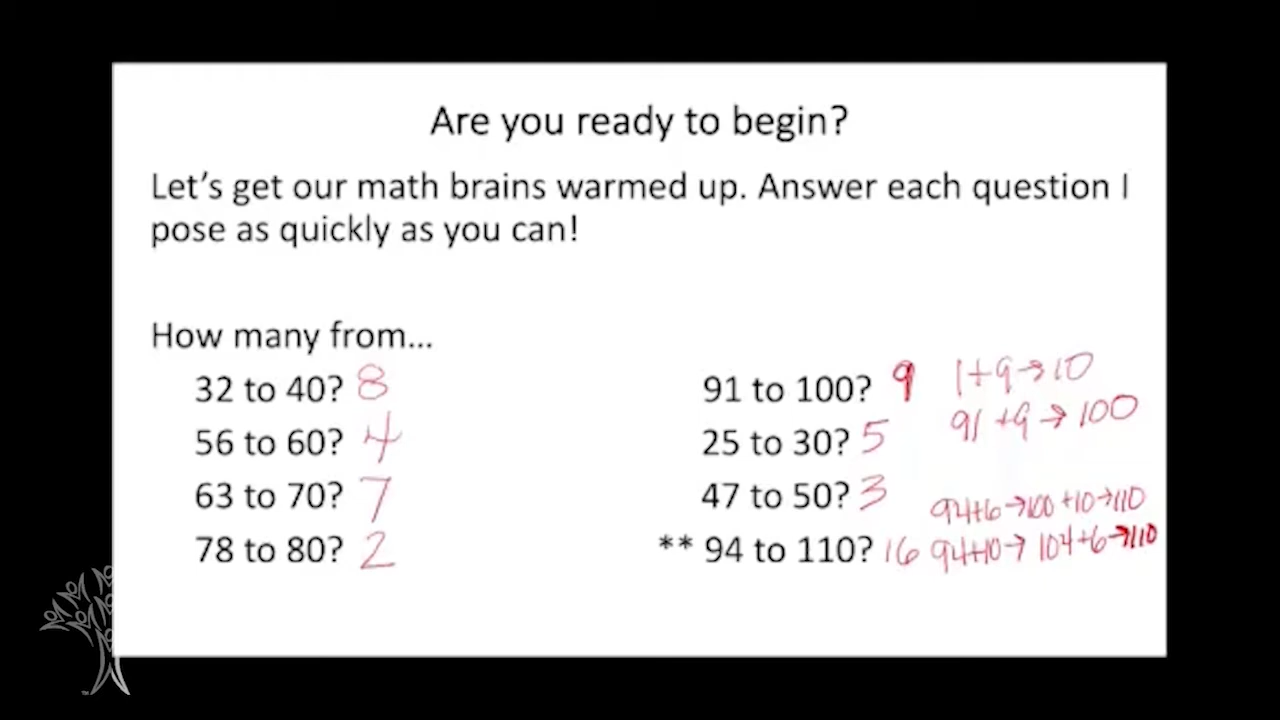 Are you ready to begin?
Let's get our math brains warmed up. Answer each question I
pose as quickly as you can!
How many from...
32 to 40? 8
56 to 60? 4
63 to 70? 7
78 to 80? 2
91 to 100? 9 1+9→10
91+9→100
25 to 30? 5
47 to 50? 3
94+6→100+10→110
** 94 to 110? 16 94+10→104+6→110